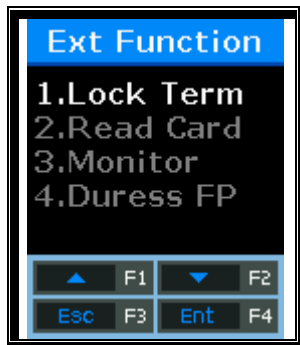 Ext Function
1.Lock Term
2.Read Card
3.Monitor
4.Duress FP
F1 F2
Esc F3 Ent F4